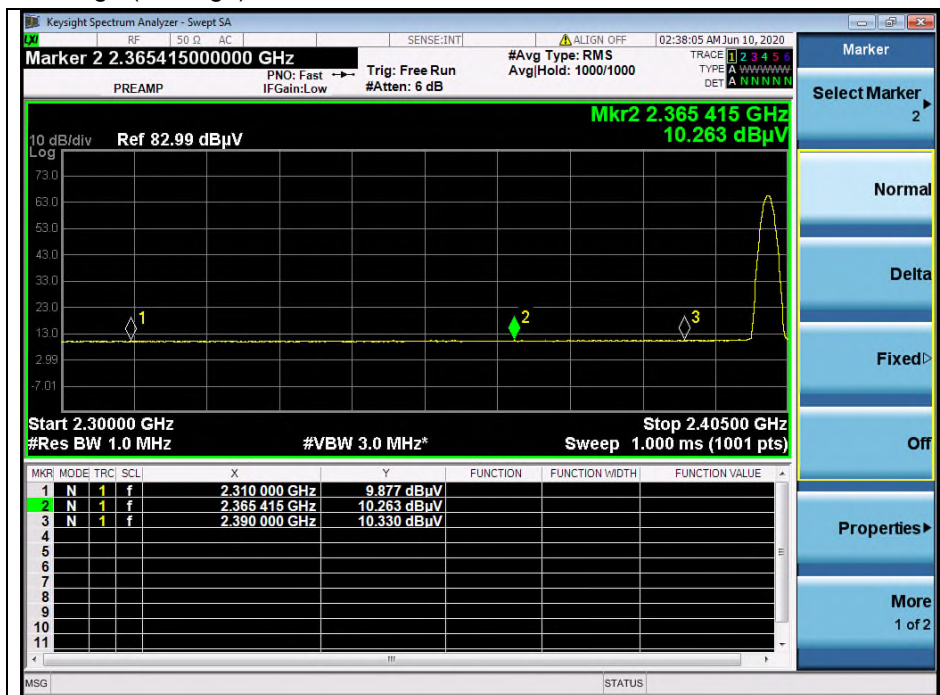 Keysight Spectrum Analyzer - Swept SA
LXI RF 50 Ω AC SENSE:INT ALIGN OFF 02:38:05 AM Jun 10, 2020
Marker 2 2.365415000000 GHz
PREAMP
PNO: Fast
IFGain:Low
Trig: Free Run
#Atten: 6 dB
#Avg Type: RMS
Avg|Hold: 1000/1000
TRACE 1 2 3 4 5 6
TYPE A WWWWW
DET A N N N N N
Mkr2 2.365 415 GHz
10.263 dBµV
10 dB/div Ref 82.99 dBµV
Log
73.0
63.0
53.0
43.0
33.0
23.0
13.0
2.99
-7.01
1
2
3
Start 2.30000 GHz Stop 2.40500 GHz
#Res BW 1.0 MHz #VBW 3.0 MHz* Sweep 1.000 ms (1001 pts)
MKR MODE TRC SCL X Y FUNCTION FUNCTION WIDTH FUNCTION VALUE
1 N 1 f 2.310 000 GHz 9.877 dBµV
2 N 1 f 2.365 415 GHz 10.263 dBµV
3 N 1 f 2.390 000 GHz 10.330 dBµV
4
5
6
7
8
9
10
11
MSG STATUS
Marker
Select Marker
2
Normal
Delta
Fixed
Off
Properties
More
1 of 2